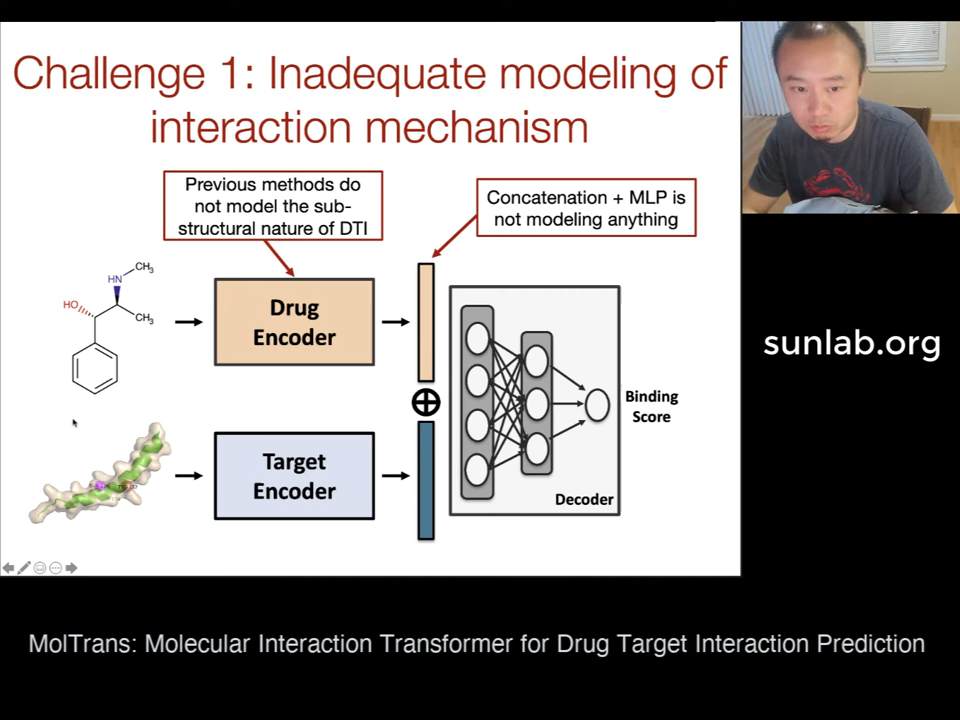 Challenge 1: Inadequate modeling of
interaction mechanism
Previous methods do
not model the sub-
structural nature of DTI
Concatenation + MLP is
not modeling anything
CH₃
HN
HO
CH₃
Drug
Encoder
Target
Encoder
Binding
Score
Decoder
sunlab.org
MolTrans: Molecular Interaction Transformer for Drug Target Interaction Prediction